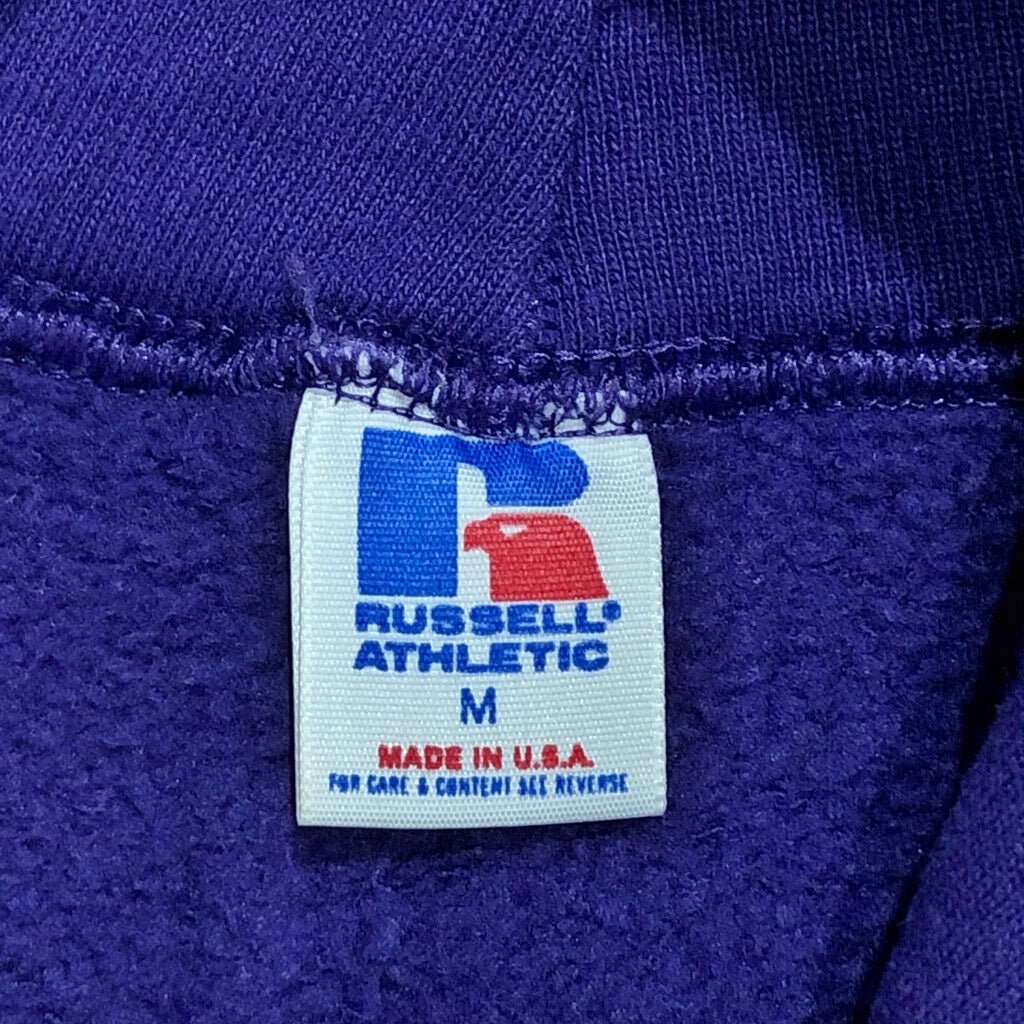 RUSSELL®
ATHLETIC
M
MADE IN U.S.A.
FOR CARE & CONTENT SEE REVERSE